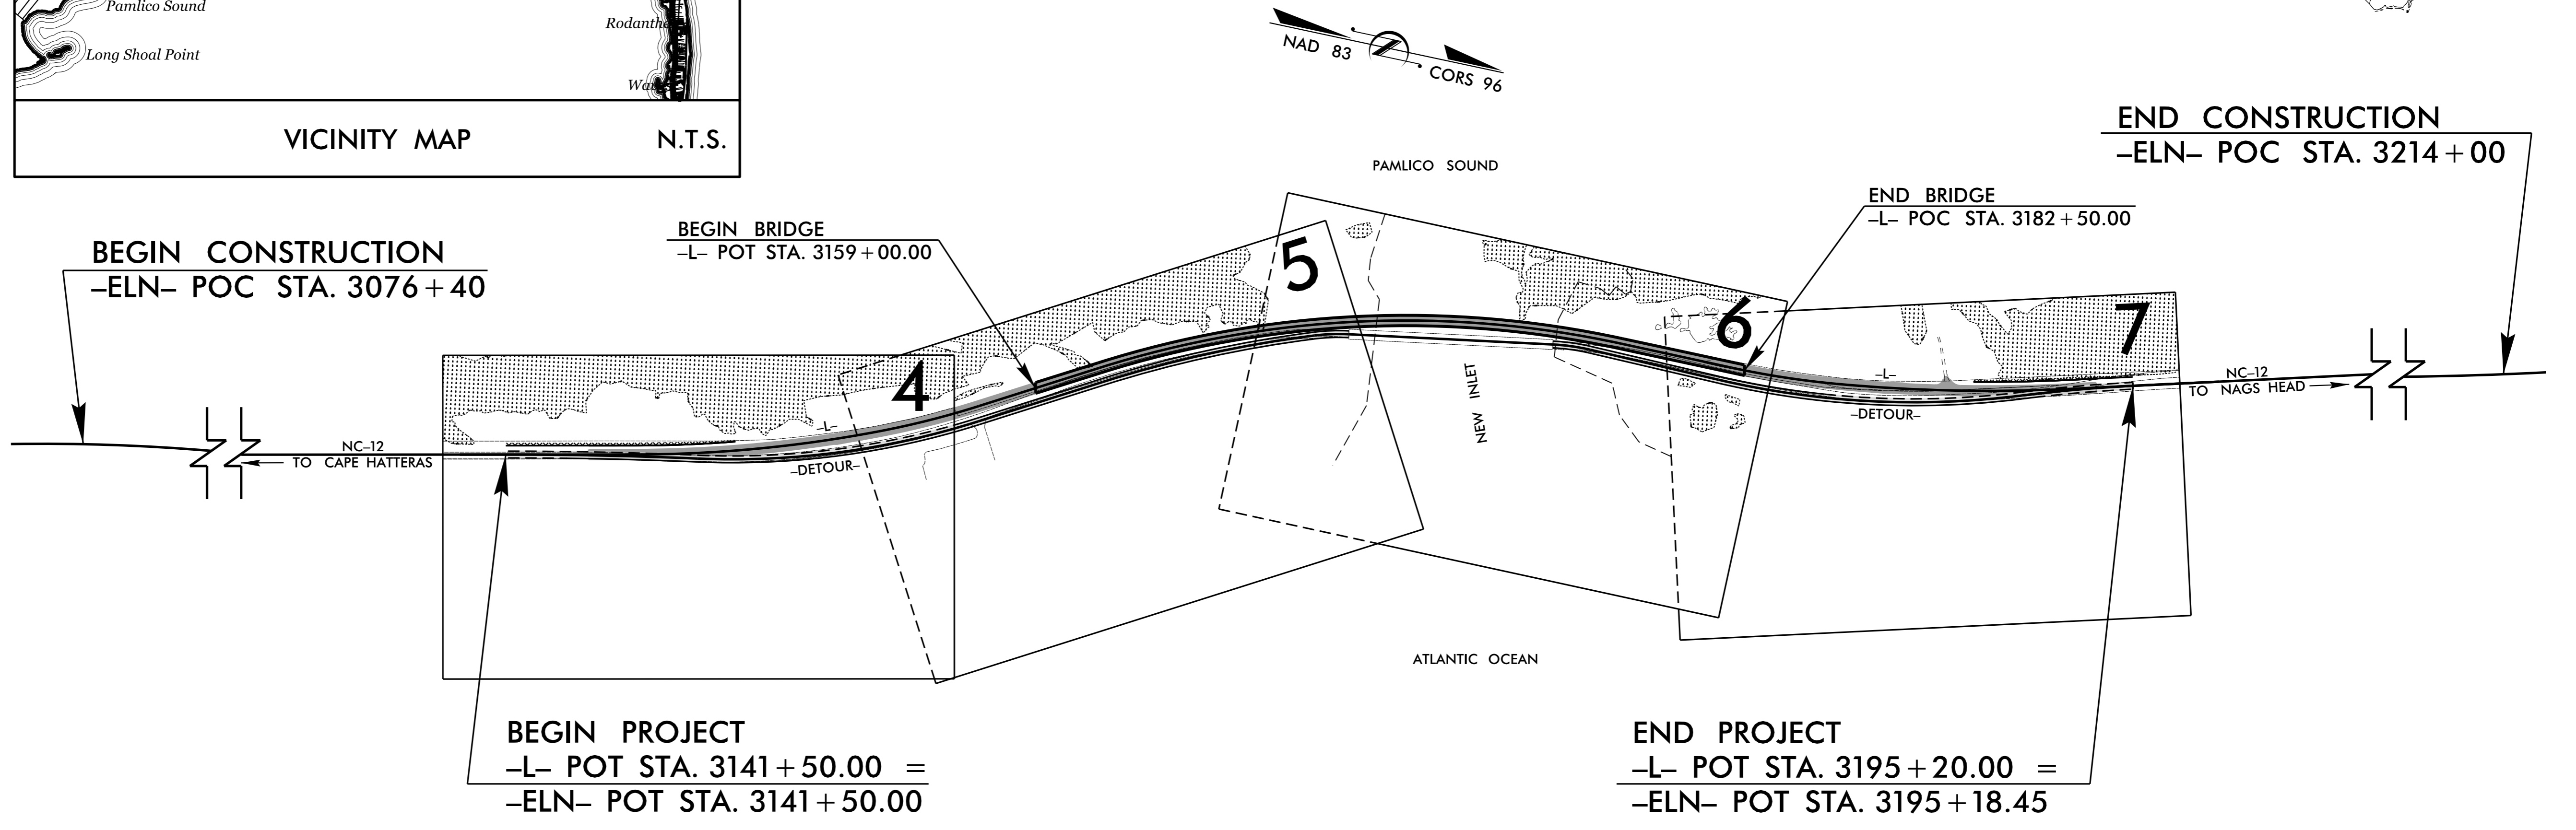 Pamlico Sound
Long Shoal Point
Rodanthe
VICINITY MAP N.T.S.
NAD 83
CORS 96
PAMLICO SOUND
END CONSTRUCTION
–ELN– POC STA. 3214+00
END BRIDGE
–L– POC STA. 3182+50.00
BEGIN BRIDGE
–L– POT STA. 3159+00.00
BEGIN CONSTRUCTION
–ELN– POC STA. 3076+40
5
6
7
4
NEW INLET
–L–
–L–
–DETOUR–
–DETOUR–
NC–12
TO NAGS HEAD
NC–12
TO CAPE HATTERAS
ATLANTIC OCEAN
BEGIN PROJECT
–L– POT STA. 3141+50.00 =
–ELN– POT STA. 3141+50.00
END PROJECT
–L– POT STA. 3195+20.00 =
–ELN– POT STA. 3195+18.45